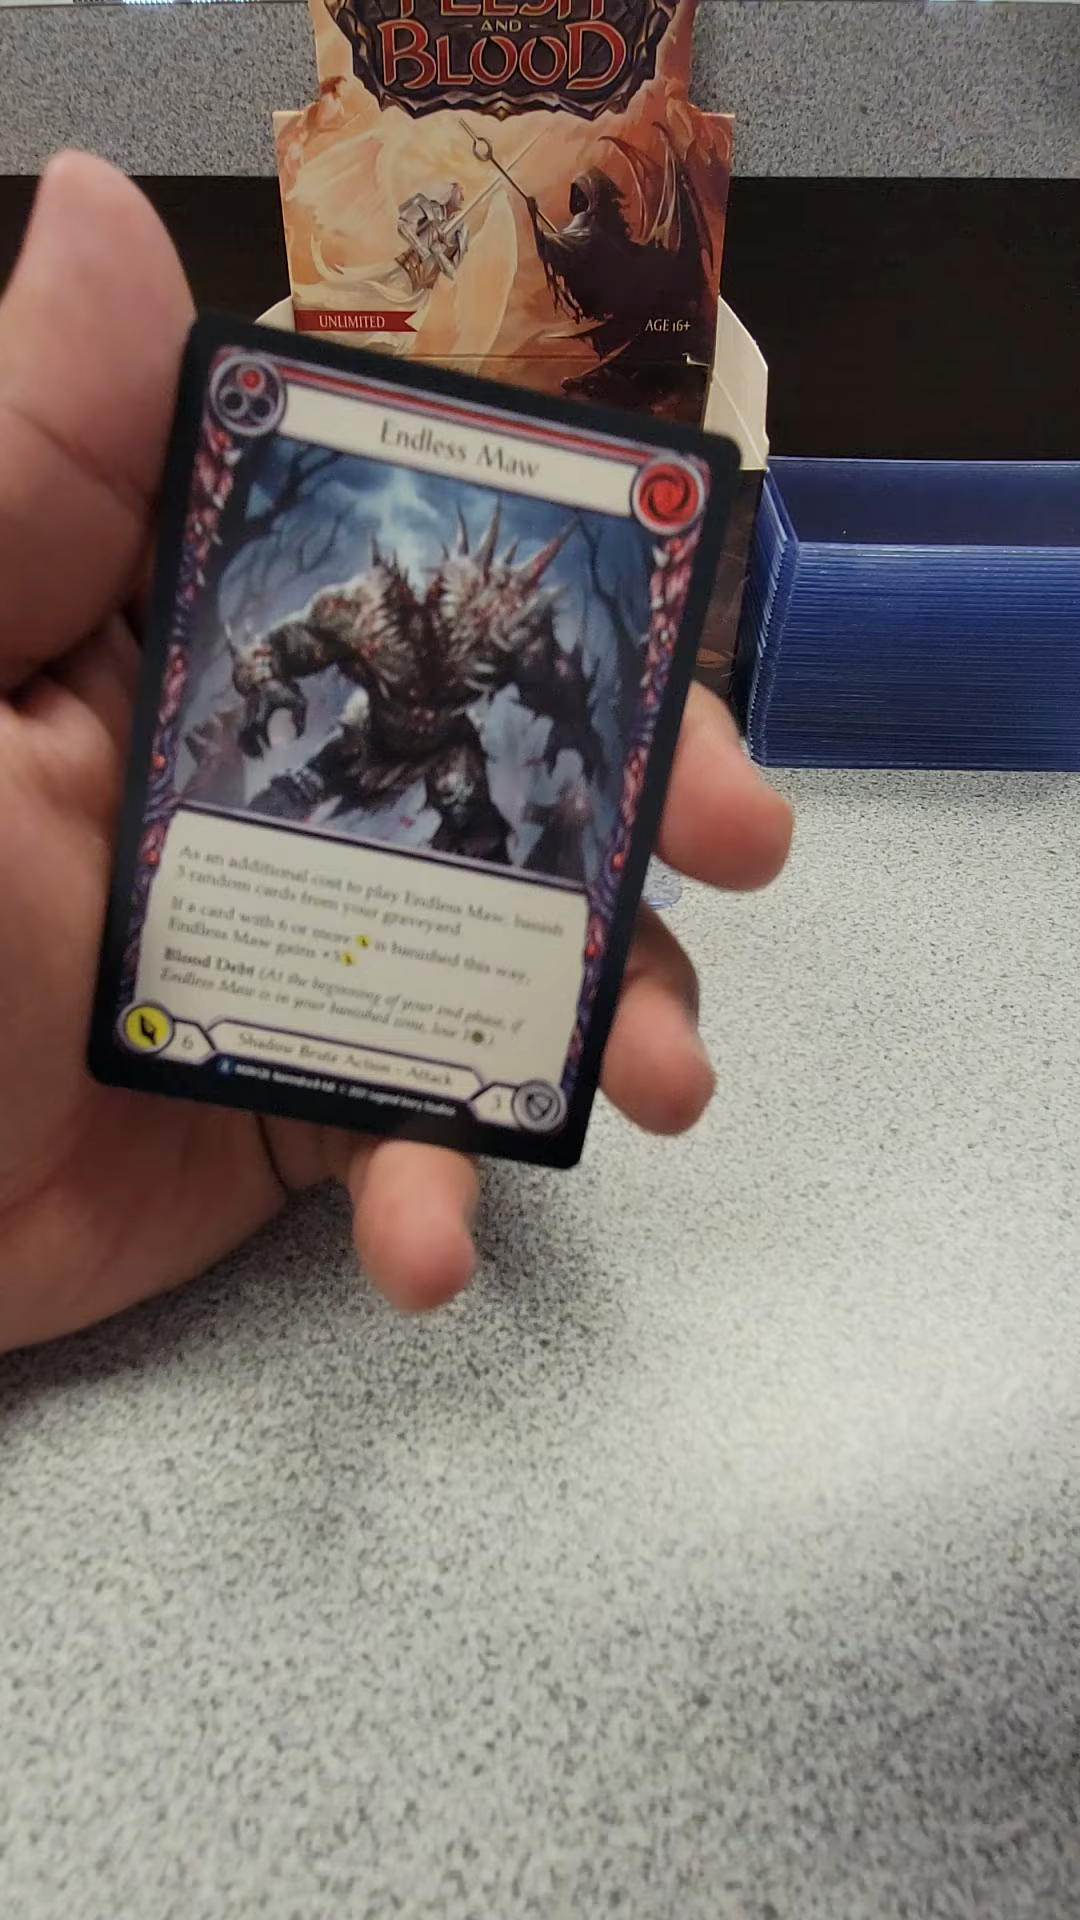 FLESH
AND
BLOOD
UNLIMITED
AGE 16+
Endless Maw
As an additional cost to play Endless Maw, banish
3 random cards from your graveyard.
If a card with 6 or more is banished this way,
Endless Maw gains +3
Blood Debt (At the beginning of your end phase, if
Endless Maw is in your banished zone, lose 1 .)
6
Shadow Brute Action - Attack
3